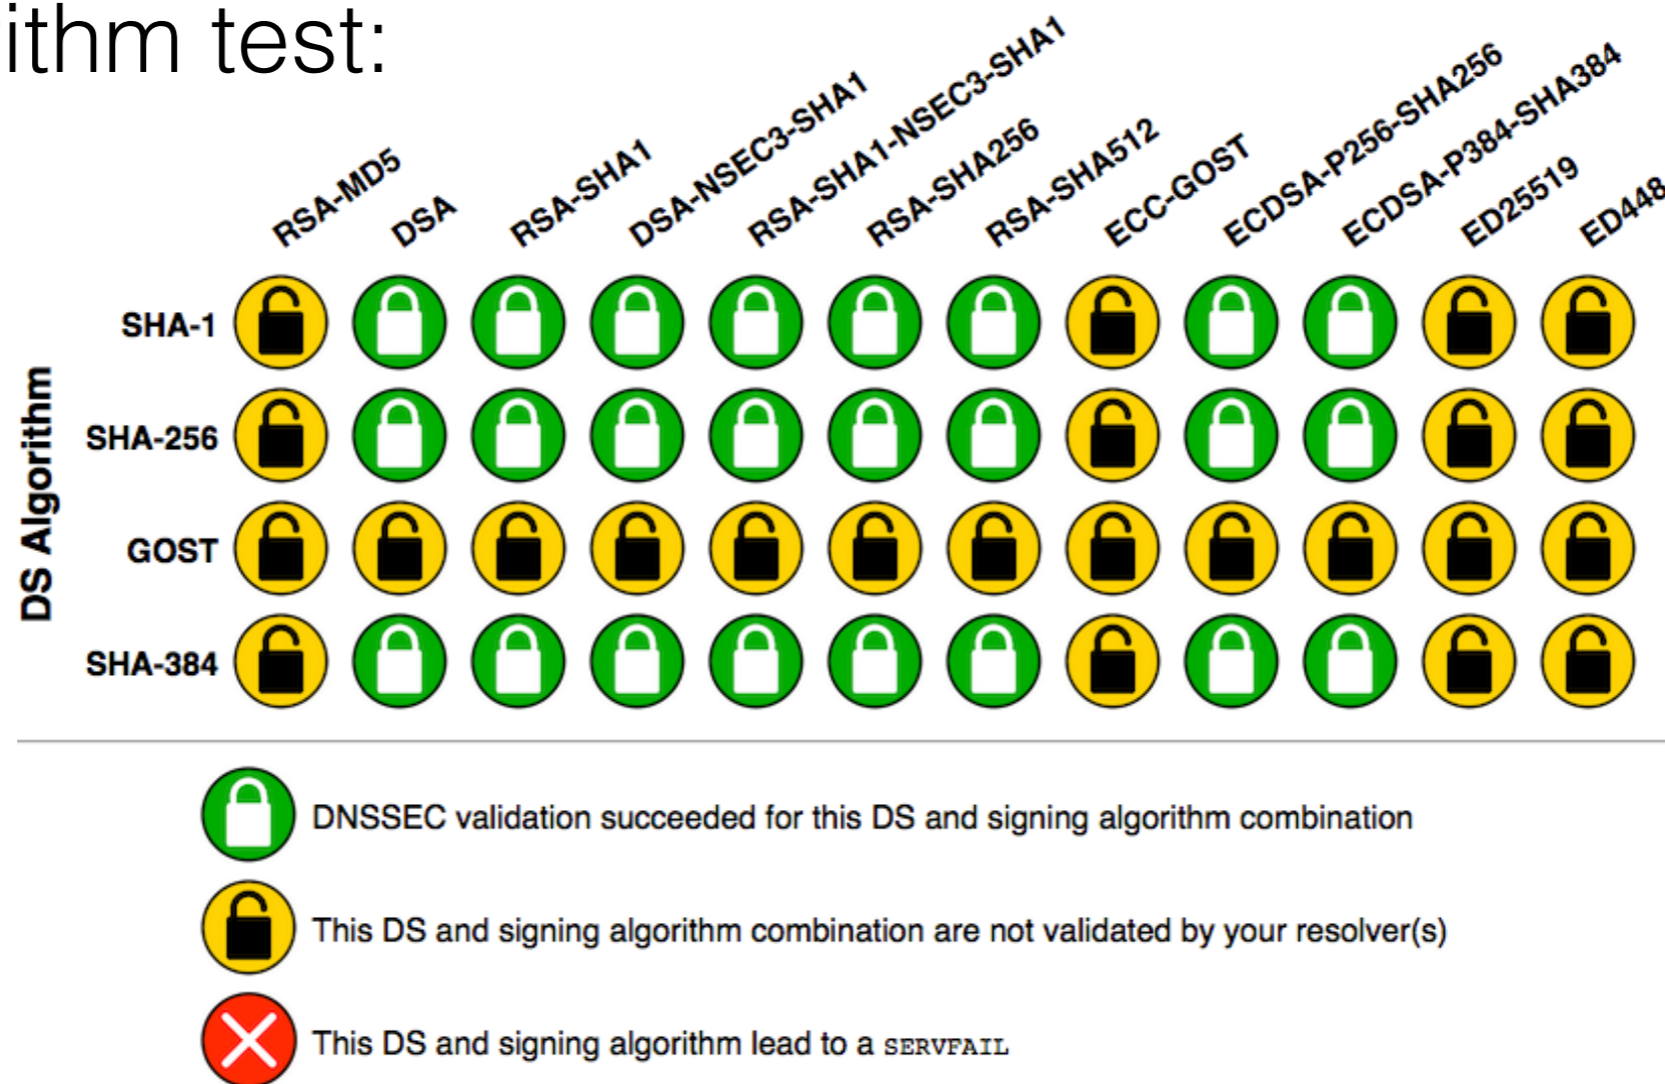 ithm test:
RSA-MD5
DSA
RSA-SHA1
DSA-NSEC3-SHA1
RSA-SHA1-NSEC3-SHA1
RSA-SHA256
RSA-SHA512
ECC-GOST
ECDSA-P256-SHA256
ECDSA-P384-SHA384
ED25519
ED448
DS Algorithm
SHA-1
SHA-256
GOST
SHA-384
DNSSEC validation succeeded for this DS and signing algorithm combination
This DS and signing algorithm combination are not validated by your resolver(s)
This DS and signing algorithm lead to a SERVFAIL